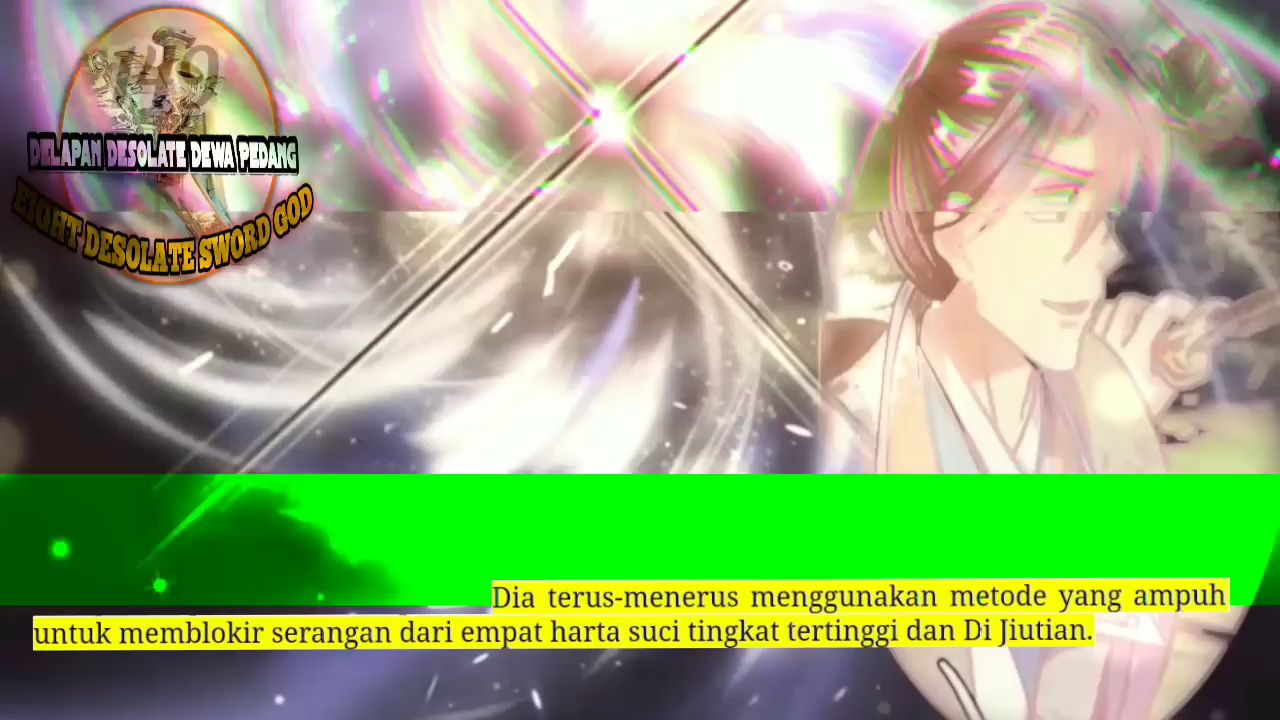 DELAPAN DESOLATE DEWA PEDANG
EIGHT DESOLATE SWORD GOD
Dia terus-menerus menggunakan metode yang ampuh
untuk memblokir serangan dari empat harta suci tingkat tertinggi dan Di Jiutian.